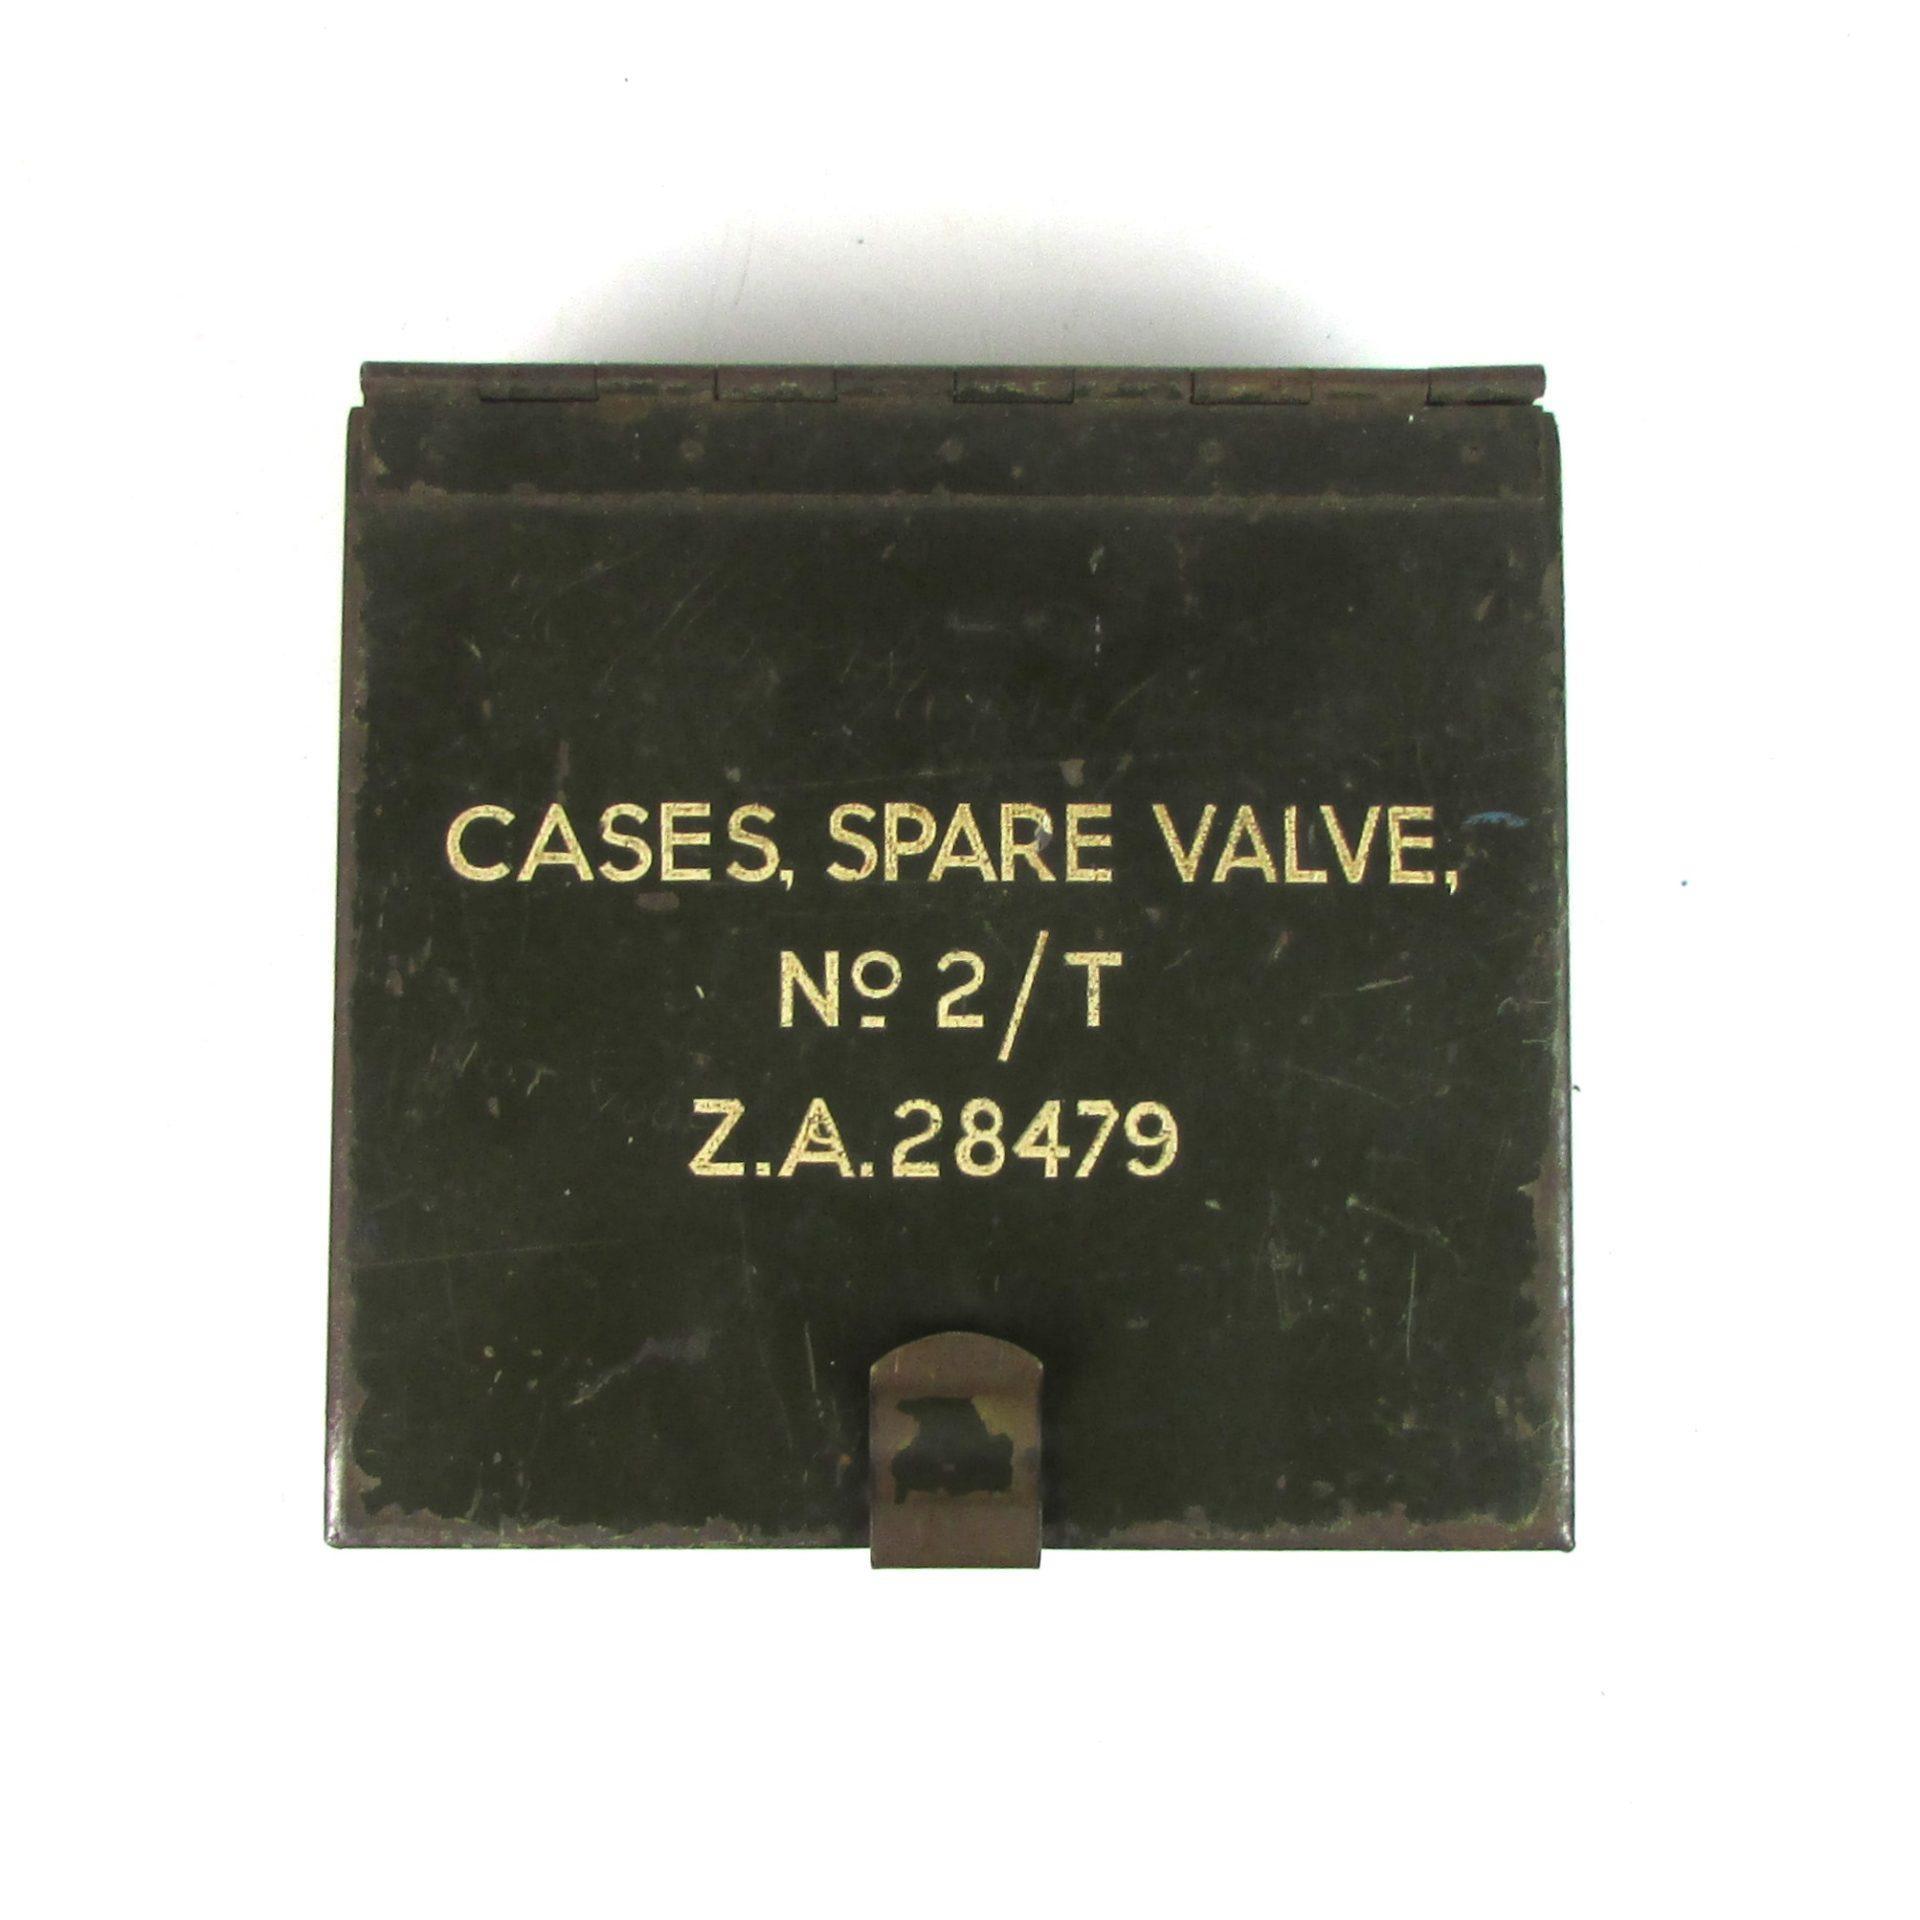 CASES, SPARE VALVE,
Nº 2/T
Z.A.28479